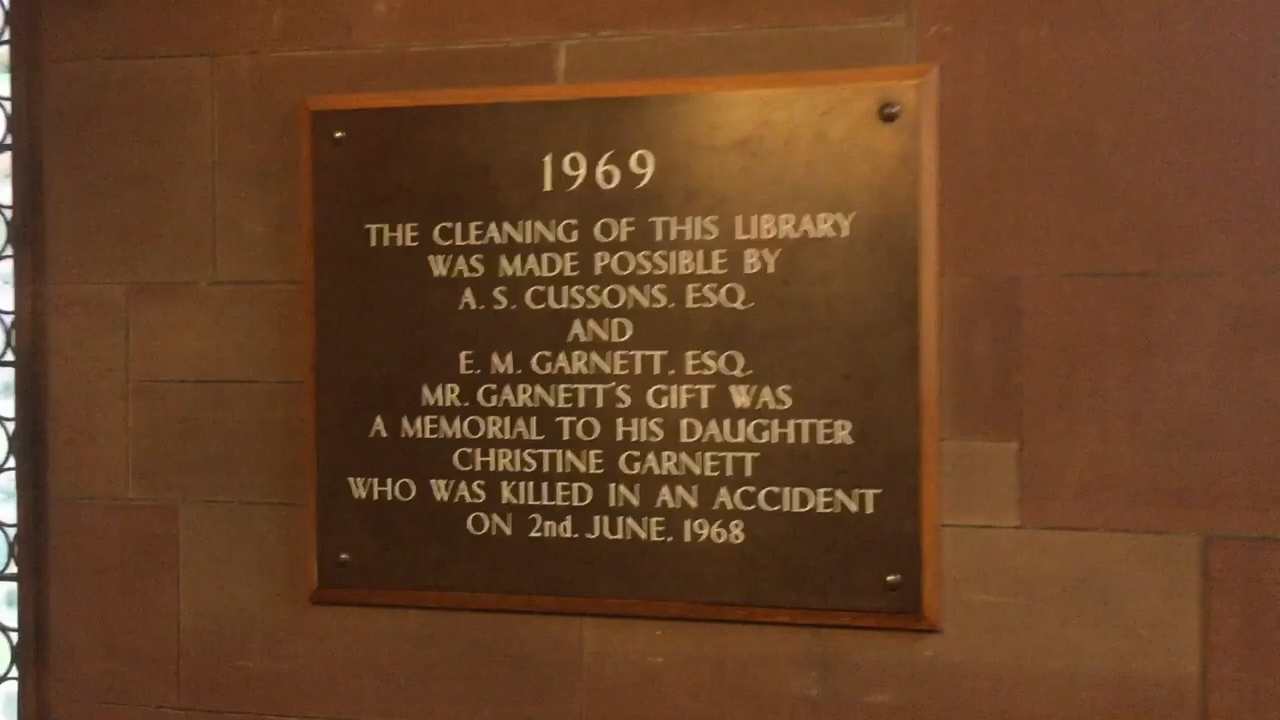 1969
THE CLEANING OF THIS LIBRARY
WAS MADE POSSIBLE BY
A. S. CUSSONS. ESQ.
AND
E. M. GARNETT. ESQ.
MR. GARNETT'S GIFT WAS
A MEMORIAL TO HIS DAUGHTER
CHRISTINE GARNETT
WHO WAS KILLED IN AN ACCIDENT
ON 2nd. JUNE. 1968